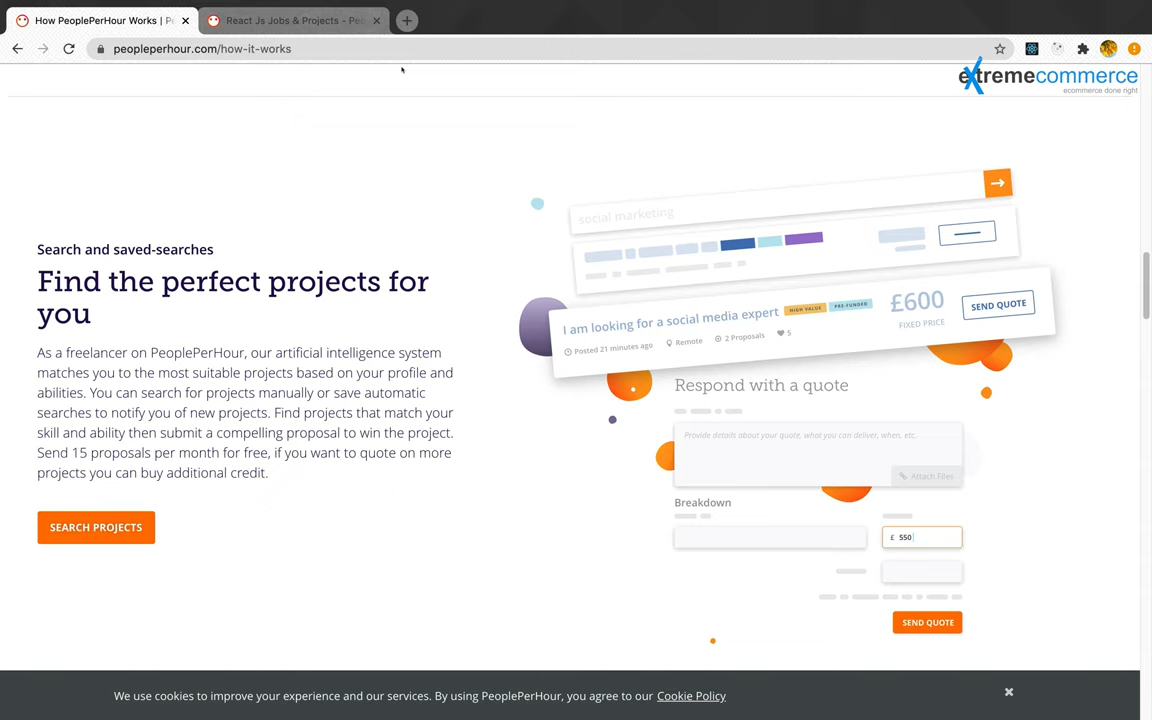 How PeoplePerHour Works | P
React Js Jobs & Projects - Peo
peopleperhour.com/how-it-works
extremecommerce
ecommerce done right
Search and saved-searches
Find the perfect projects for
you
As a freelancer on PeoplePerHour, our artificial intelligence system
matches you to the most suitable projects based on your profile and
abilities. You can search for projects manually or save automatic
searches to notify you of new projects. Find projects that match your
skill and ability then submit a compelling proposal to win the project.
Send 15 proposals per month for free, if you want to quote on more
projects you can buy additional credit.
SEARCH PROJECTS
social marketing
I am looking for a social media expert HIGH VALUE PRE-FUNDED
Posted 21 minutes ago Remote 2 Proposals 5
£600
FIXED PRICE
SEND QUOTE
Respond with a quote
Provide details about your quote, what you can deliver, when, etc.
Attach Files
Breakdown
£ 550
SEND QUOTE
We use cookies to improve your experience and our services. By using PeoplePerHour, you agree to our Cookie Policy